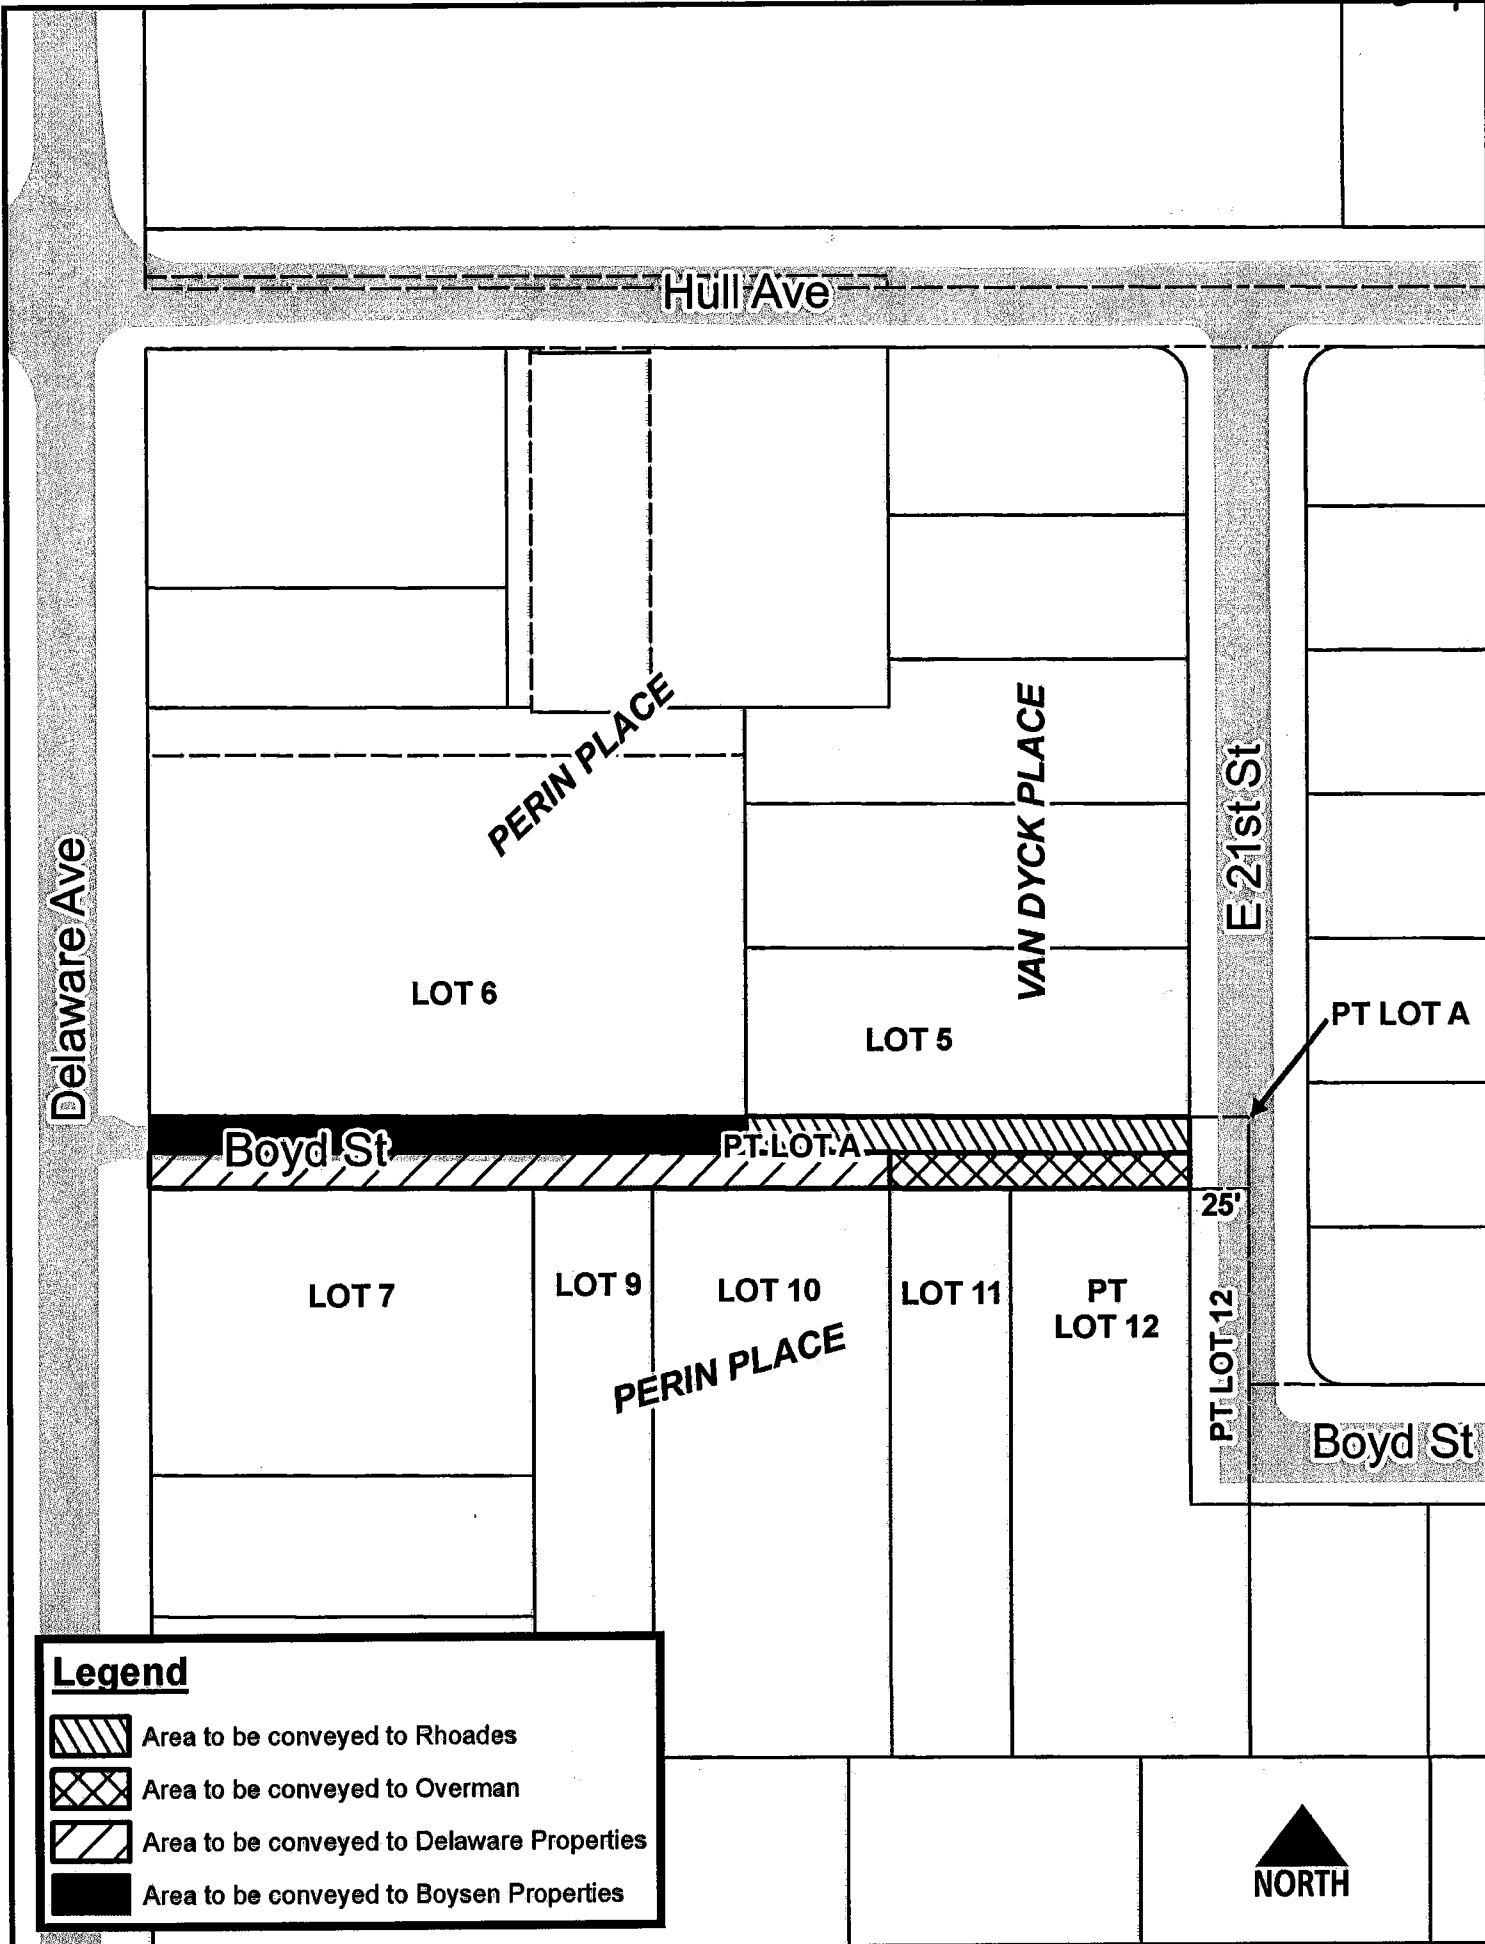 Hull Ave
PERIN PLACE
VAN DYCK PLACE
E 21st St
Delaware Ave
LOT 6
LOT 5
PT LOT A
Boyd St
PT LOT A
25'
LOT 7
LOT 9
LOT 10
LOT 11
PT
LOT 12
PT LOT 12
PERIN PLACE
Boyd St
Legend
Area to be conveyed to Rhoades
Area to be conveyed to Overman
Area to be conveyed to Delaware Properties
Area to be conveyed to Boysen Properties
NORTH